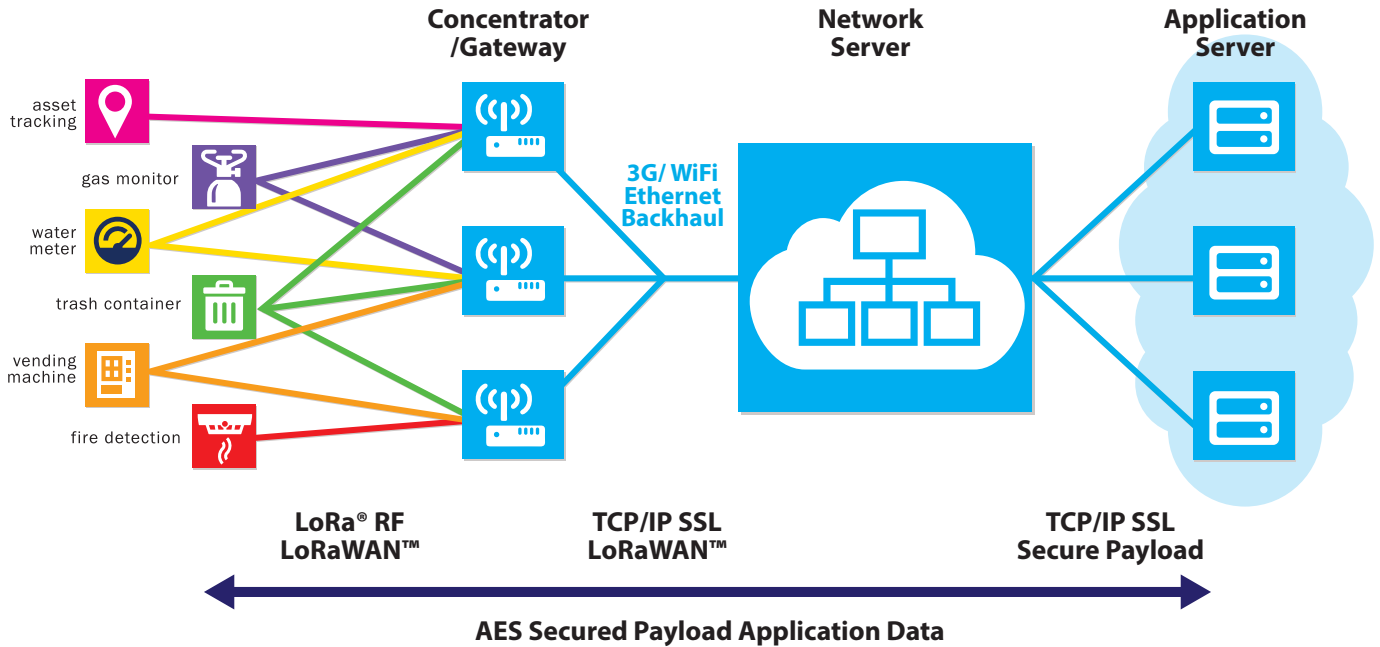 Concentrator
/Gateway
Network
Server
Application
Server
asset
tracking
gas monitor
water
meter
trash container
vending
machine
fire detection
3G/ WiFi
Ethernet
Backhaul
LoRa® RF
LoRaWAN™
TCP/IP SSL
LoRaWAN™
TCP/IP SSL
Secure Payload
AES Secured Payload Application Data